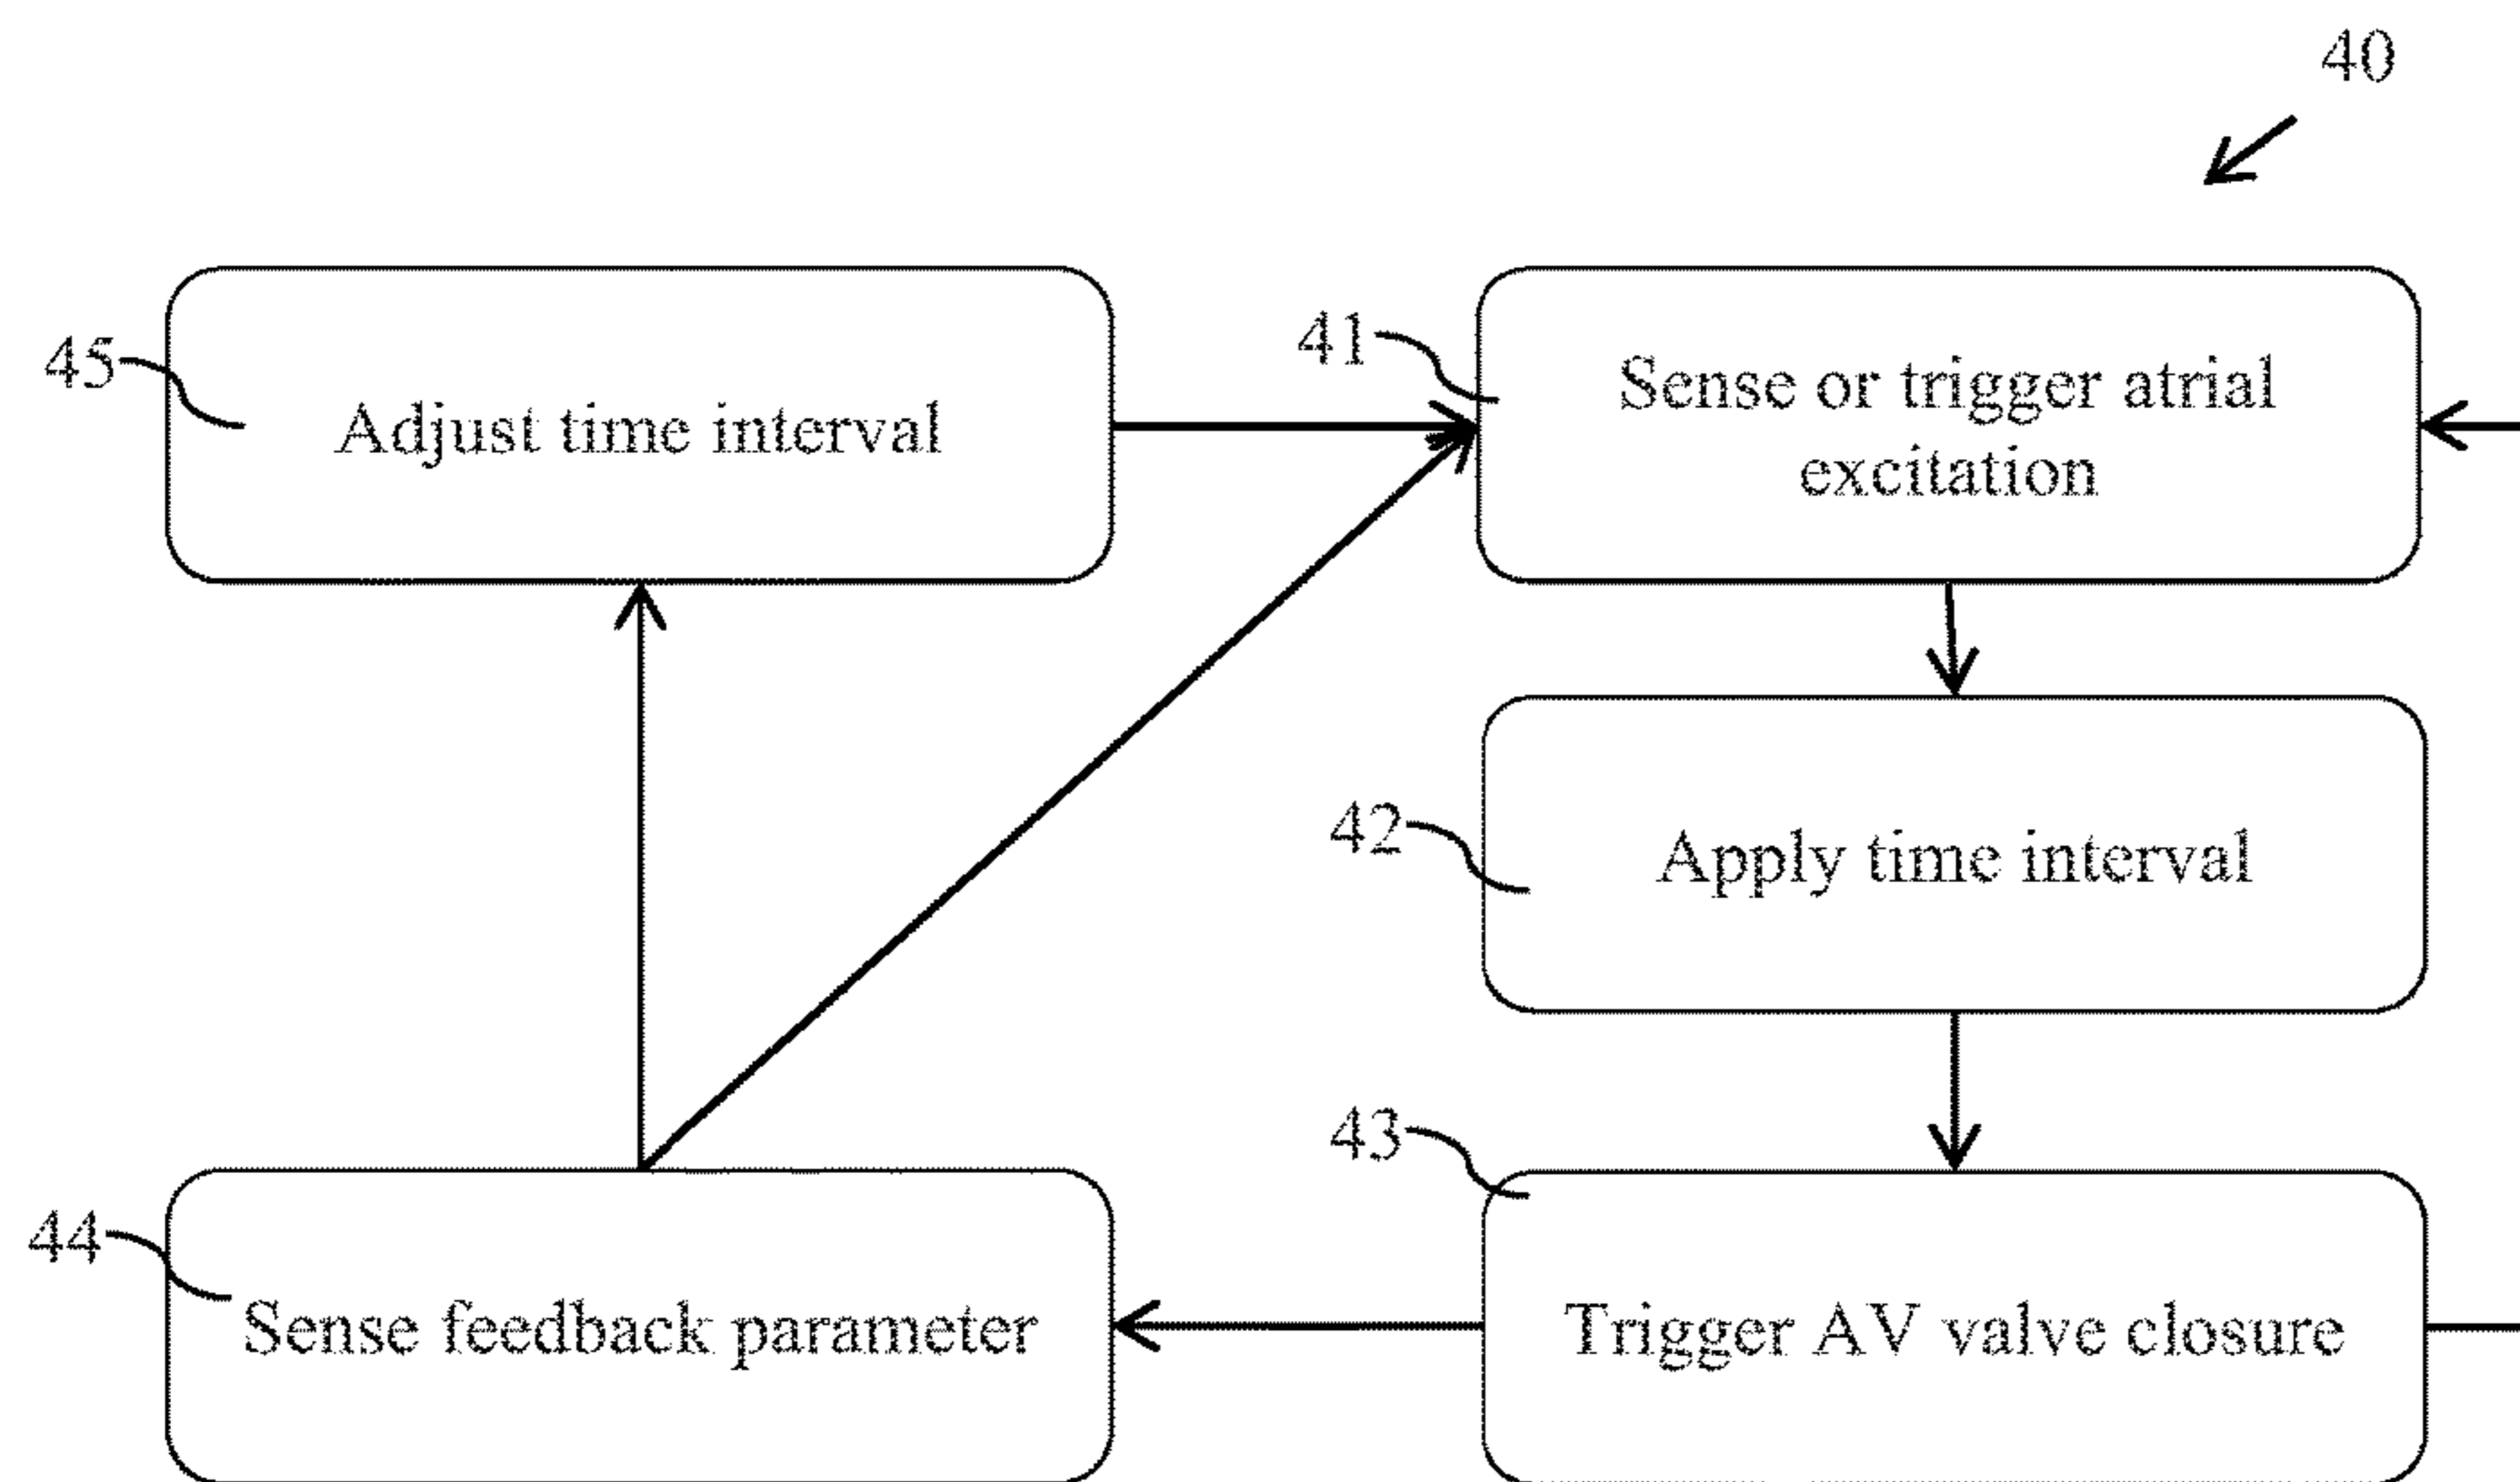 40
45
Adjust time interval
41
Sense or trigger atrial
excitation
42
Apply time interval
43
Trigger AV valve closure
44
Sense feedback parameter